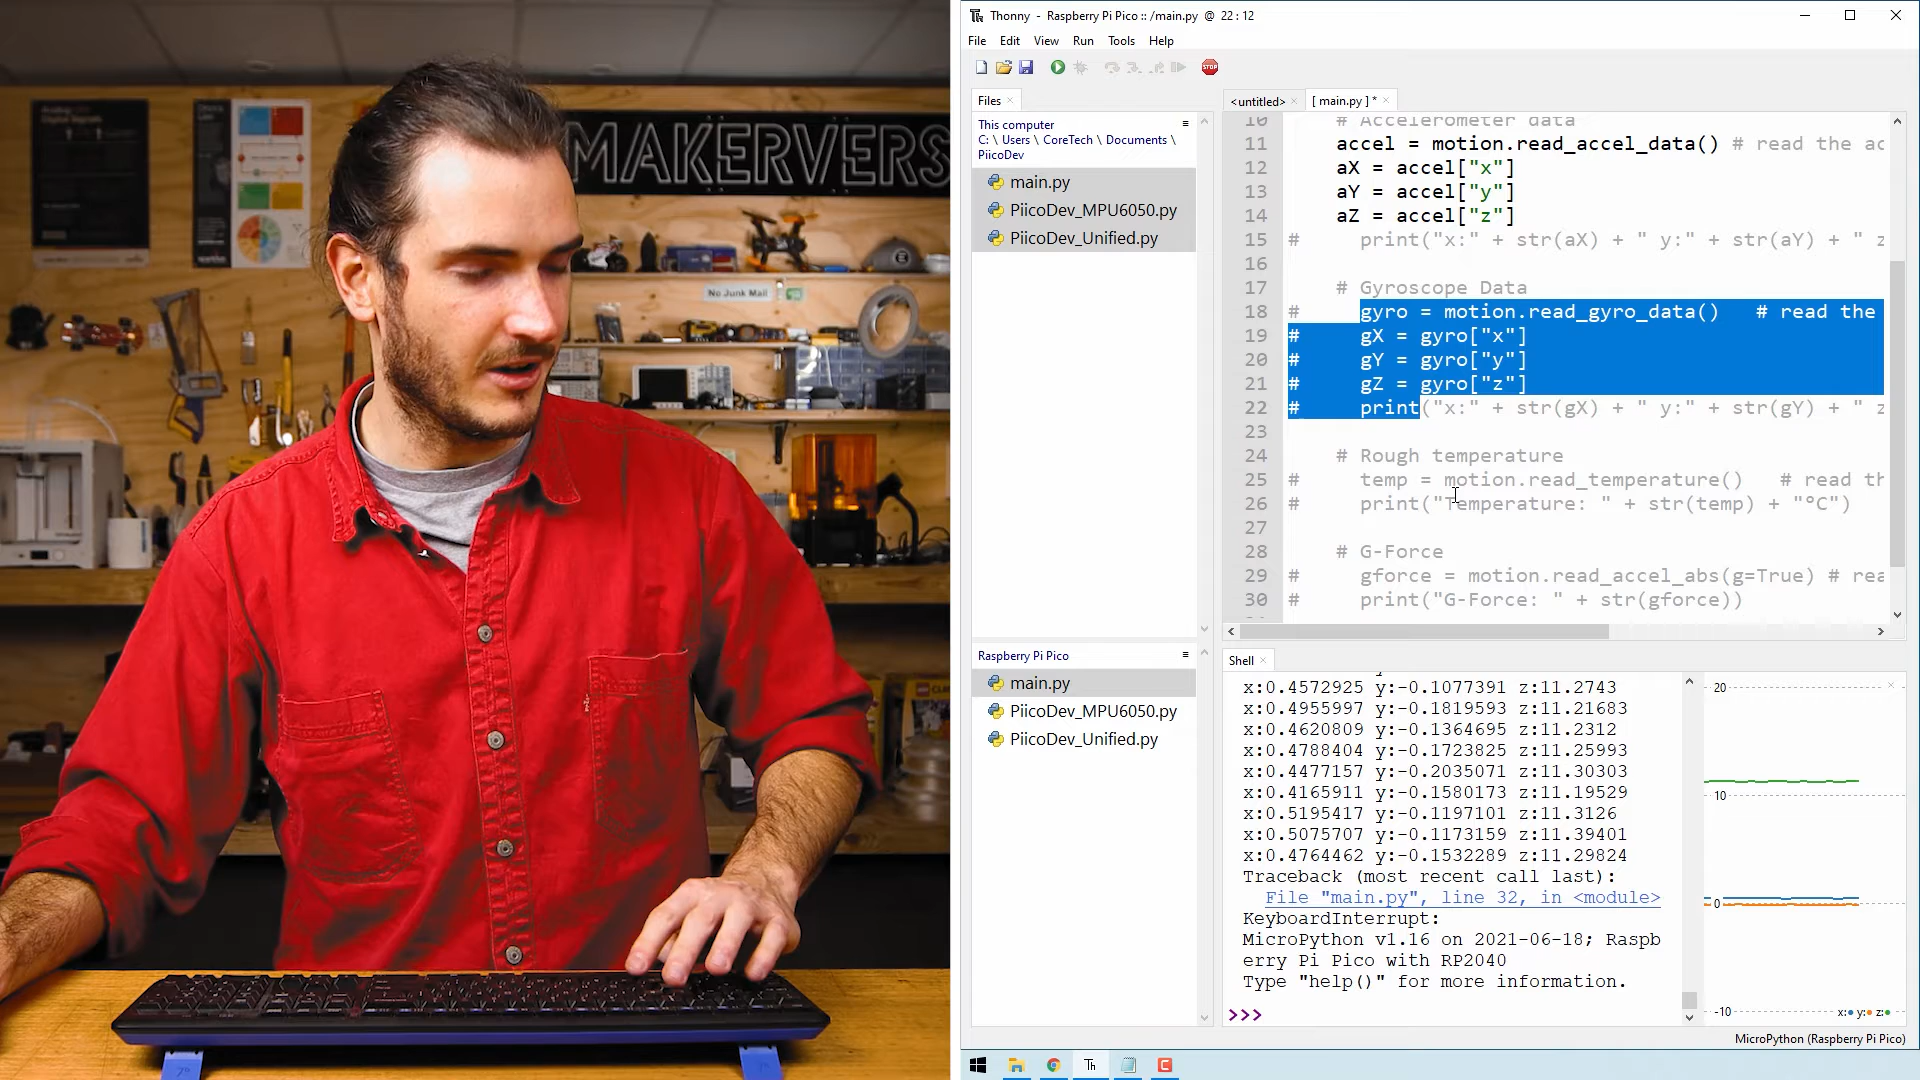 MAKERVERS
No Junk Mail
Thonny - Raspberry Pi Pico :: /main.py @ 22 : 12
File Edit View Run Tools Help
STOP
Files
This computer
C: \ Users \ CoreTech \ Documents \
PiicoDev
main.py
PiicoDev_MPU6050.py
PiicoDev_Unified.py
Raspberry Pi Pico
main.py
PiicoDev_MPU6050.py
PiicoDev_Unified.py
<untitled> [ main.py ] *
10 # Accelerometer data
11 accel = motion.read_accel_data() # read the ac
12 aX = accel["x"]
13 aY = accel["y"]
14 aZ = accel["z"]
15 # print("x:" + str(aX) + " y:" + str(aY) + " z
16
17 # Gyroscope Data
18 # gyro = motion.read_gyro_data() # read the
19 # gX = gyro["x"]
20 # gY = gyro["y"]
21 # gZ = gyro["z"]
22 # print("x:" + str(gX) + " y:" + str(gY) + " z
23
24 # Rough temperature
25 # temp = motion.read_temperature() # read th
26 # print("Temperature: " + str(temp) + "°C")
27
28 # G-Force
29 # gforce = motion.read_accel_abs(g=True) # rea
30 # print("G-Force: " + str(gforce))
Shell
x:0.4572925 y:-0.1077391 z:11.2743
x:0.4955997 y:-0.1819593 z:11.21683
x:0.4620809 y:-0.1364695 z:11.2312
x:0.4788404 y:-0.1723825 z:11.25993
x:0.4477157 y:-0.2035071 z:11.30303
x:0.4165911 y:-0.1580173 z:11.19529
x:0.5195417 y:-0.1197101 z:11.3126
x:0.5075707 y:-0.1173159 z:11.39401
x:0.4764462 y:-0.1532289 z:11.29824
Traceback (most recent call last):
File "main.py", line 32, in <module>
KeyboardInterrupt:
MicroPython v1.16 on 2021-06-18; Raspb
erry Pi Pico with RP2040
Type "help()" for more information.
>>>
20
10
0
-10
x: y: z:
MicroPython (Raspberry Pi Pico)
Th